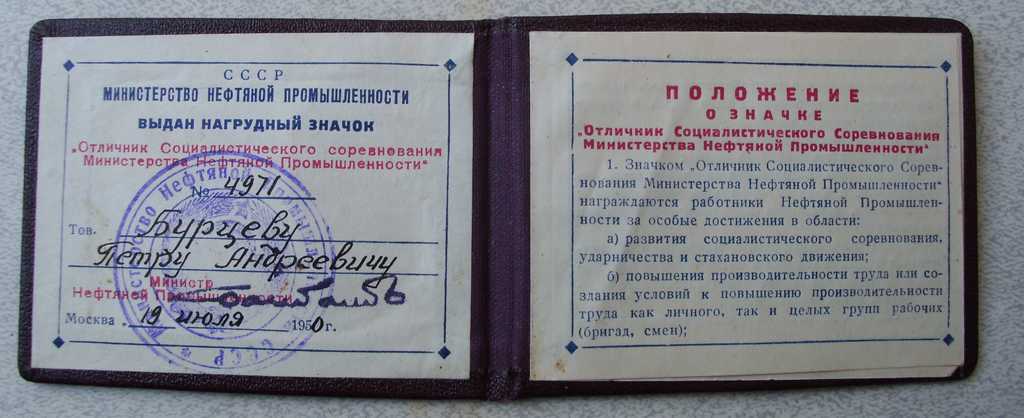 СССР
МИНИСТЕРСТВО НЕФТЯНОЙ ПРОМЫШЛЕННОСТИ
ВЫДАН НАГРУДНЫЙ ЗНАЧОК
„Отличник Социалистического соревнования
Министерства Нефтяной Промышленности“
№ 4971
Тов. Бурцеву
Петру Андреевичу
Министр
Нефтяной Промышленности
Москва „19 июля 1950 г.
Министерство Нефтяной Промышленности
СССР
ПОЛОЖЕНИЕ
О ЗНАЧКЕ
„Отличник Социалистического Соревнования
Министерства Нефтяной Промышленности“
1. Значком „Отличник Социалистического Сорев-
нования Министерства Нефтяной Промышленности“
награждаются работники Нефтяной Промышлен-
ности за особые достижения в области:
а) развития социалистического соревнования,
ударничества и стахановского движения;
б) повышения производительности труда или со-
здания условий к повышению производительности
труда как личного, так и целых групп рабочих
(бригад, смен);